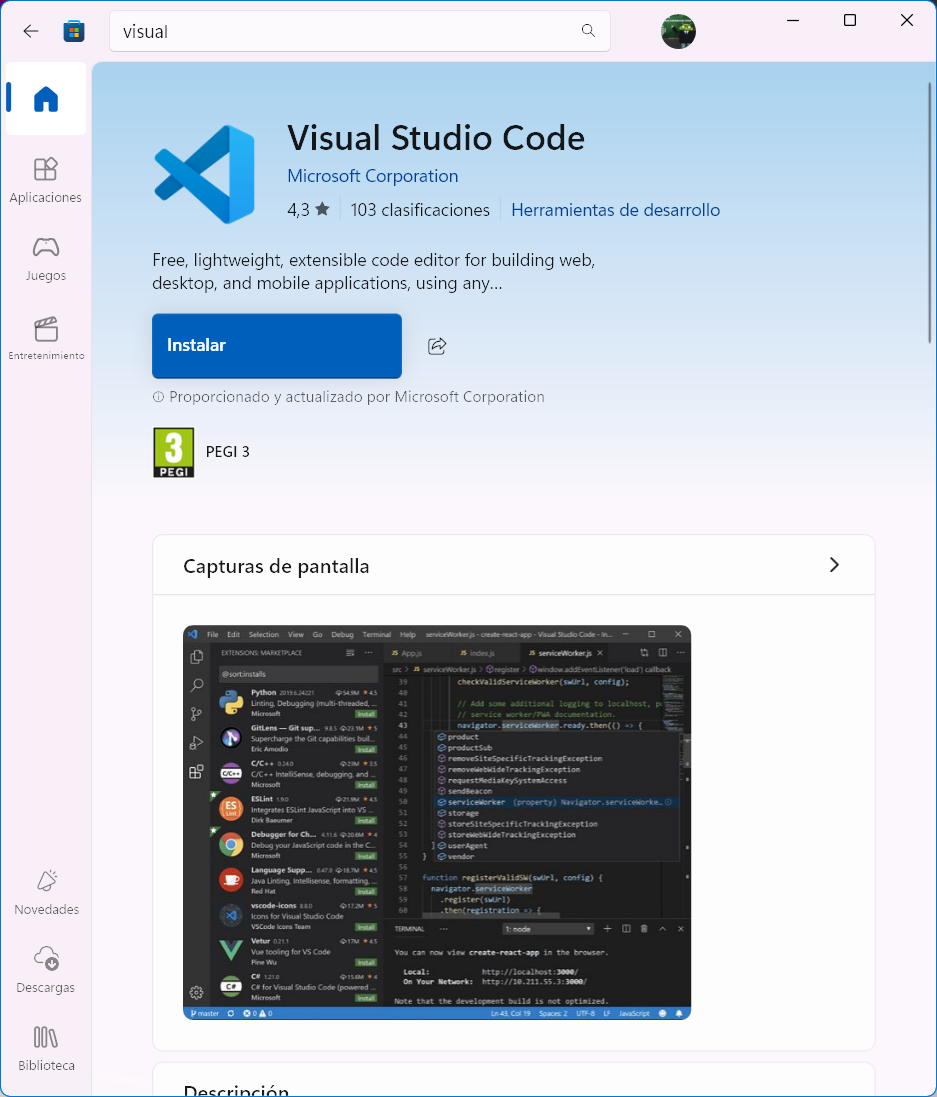 visual
Aplicaciones
Juegos
Entretenimiento
Novedades
Descargas
Biblioteca
Visual Studio Code
Microsoft Corporation
4,3 ★ 103 clasificaciones Herramientas de desarrollo
Free, lightweight, extensible code editor for building web,
desktop, and mobile applications, using any...
Instalar
Proporcionado y actualizado por Microsoft Corporation
3
PEGI
PEGI 3
Capturas de pantalla
File Edit Selection View Go Debug Terminal Help serviceWorker.js - create-react-app - Visual Studio Code - In...
EXTENSIONS: MARKETPLACE
@sort:installs
Python 2019.6.24221 54.9M 4.5
Linting, Debugging (multi-threaded, ...
Microsoft Install
GitLens — Git sup... 9.8.5 23.1M 5
Supercharge the Git capabilities buil...
Eric Amodio Install
C/C++
C/C++ 0.24.0 23M 3.5
C/C++ IntelliSense, debugging, and ...
Microsoft Install
ES
Lint
ESLint 1.9.0 21.9M 4.5
Integrates ESLint JavaScript into VS ...
Dirk Baeumer Install
Debugger for Ch... 4.11.6 20.6M 4
Debug your JavaScript code in the C...
Microsoft Install
Language Supp... 0.47.0 18.7M 4.5
Java Linting, Intellisense, formatting, ...
Red Hat Install
vscode-icons 8.8.0 17.2M 5
Icons for Visual Studio Code
VSCode Icons Team Install
Vetur 0.21.1 17M 4.5
Vue tooling for VS Code
Pine Wu Install
C#
C# 1.21.0 15.6M 4
C# for Visual Studio Code (powered ...
Microsoft Install
JS App.js JS index.js JS serviceWorker.js
src > JS serviceWorker.js > register > window.addEventListener('load') callback
39 checkValidServiceWorker(swUrl, config);
40
41 // Add some additional logging to localhost, p
42 // service worker/PWA documentation.
43 navigator.serviceWorker.ready.then(() => {
44 product
45 productSub
46 removeSiteSpecificTrackingException
47 removeWebWideTrackingException
48 requestMediaKeySystemAccess
49 sendBeacon
50 serviceWorker (property) Navigator.serviceWorke...
51 storage
52 storeSiteSpecificTrackingException
53 storeWebWideTrackingException
54 } userAgent
55 } vendor
56
57 function registerValidSW(swUrl, config) {
58 navigator.serviceWorker
59 .register(swUrl)
60 .then(registration => {
TERMINAL ... 1: node
You can now view create-react-app in the browser.
Local: http://localhost:3000/
On Your Network: http://10.211.55.3:3000/
Note that the development build is not optimized.
master 0 0 Ln 43, Col 19 Spaces: 2 UTF-8 LF JavaScript
Descripción